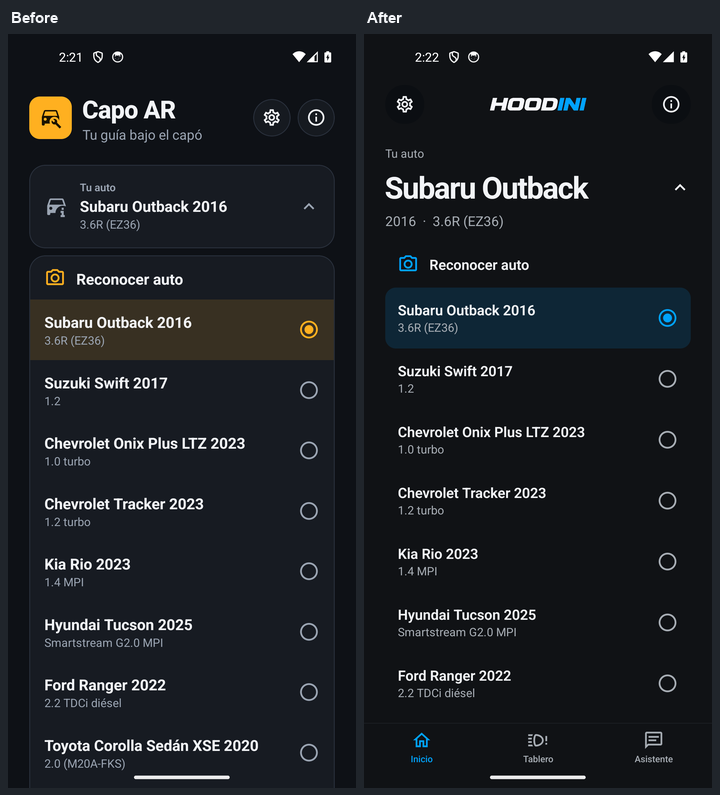 Before
2:21
Capo AR
Tu guía bajo el capó
Tu auto
Subaru Outback 2016
3.6R (EZ36)
Reconocer auto
Subaru Outback 2016
3.6R (EZ36)
Suzuki Swift 2017
1.2
Chevrolet Onix Plus LTZ 2023
1.0 turbo
Chevrolet Tracker 2023
1.2 turbo
Kia Rio 2023
1.4 MPI
Hyundai Tucson 2025
Smartstream G2.0 MPI
Ford Ranger 2022
2.2 TDCi diésel
Toyota Corolla Sedán XSE 2020
2.0 (M20A-FKS)
After
2:22
HOODINI
Tu auto
Subaru Outback
2016 · 3.6R (EZ36)
Reconocer auto
Subaru Outback 2016
3.6R (EZ36)
Suzuki Swift 2017
1.2
Chevrolet Onix Plus LTZ 2023
1.0 turbo
Chevrolet Tracker 2023
1.2 turbo
Kia Rio 2023
1.4 MPI
Hyundai Tucson 2025
Smartstream G2.0 MPI
Ford Ranger 2022
2.2 TDCi diésel
Inicio
Tablero
Asistente